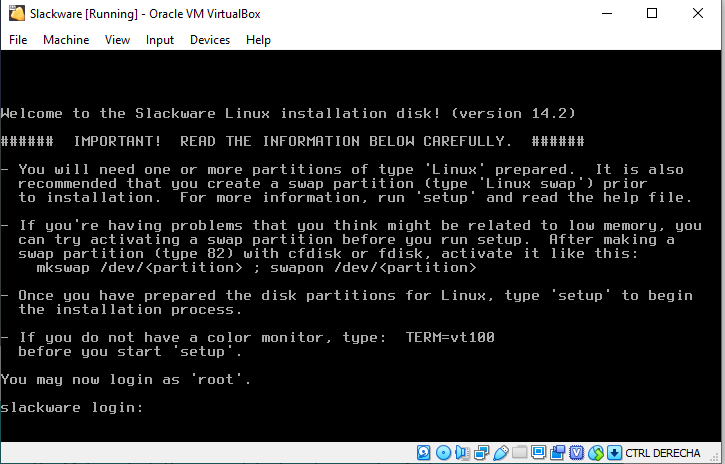 Slackware [Running] - Oracle VM VirtualBox
File Machine View Input Devices Help
Welcome to the Slackware Linux installation disk! (version 14.2)
###### IMPORTANT! READ THE INFORMATION BELOW CAREFULLY. ######
- You will need one or more partitions of type 'Linux' prepared. It is also
recommended that you create a swap partition (type 'Linux swap') prior
to installation. For more information, run 'setup' and read the help file.
- If you're having problems that you think might be related to low memory, you
can try activating a swap partition before you run setup. After making a
swap partition (type 82) with cfdisk or fdisk, activate it like this:
mkswap /dev/<partition> ; swapon /dev/<partition>
- Once you have prepared the disk partitions for Linux, type 'setup' to begin
the installation process.
- If you do not have a color monitor, type: TERM=vt100
before you start 'setup'.
You may now login as 'root'.
slackware login:
CTRL DERECHA